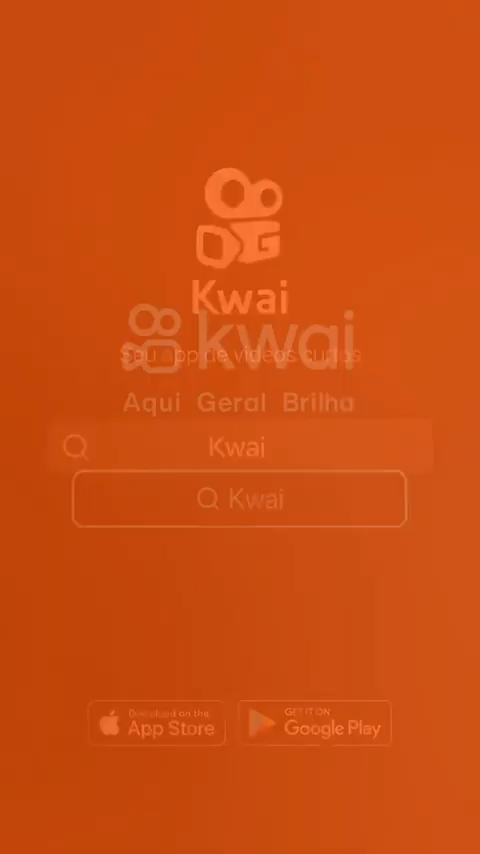 Kwai
kwai
Seu app de vídeos curtos
Aqui Geral Brilha
Kwai
Kwai
Download on the
App Store
GET IT ON
Google Play